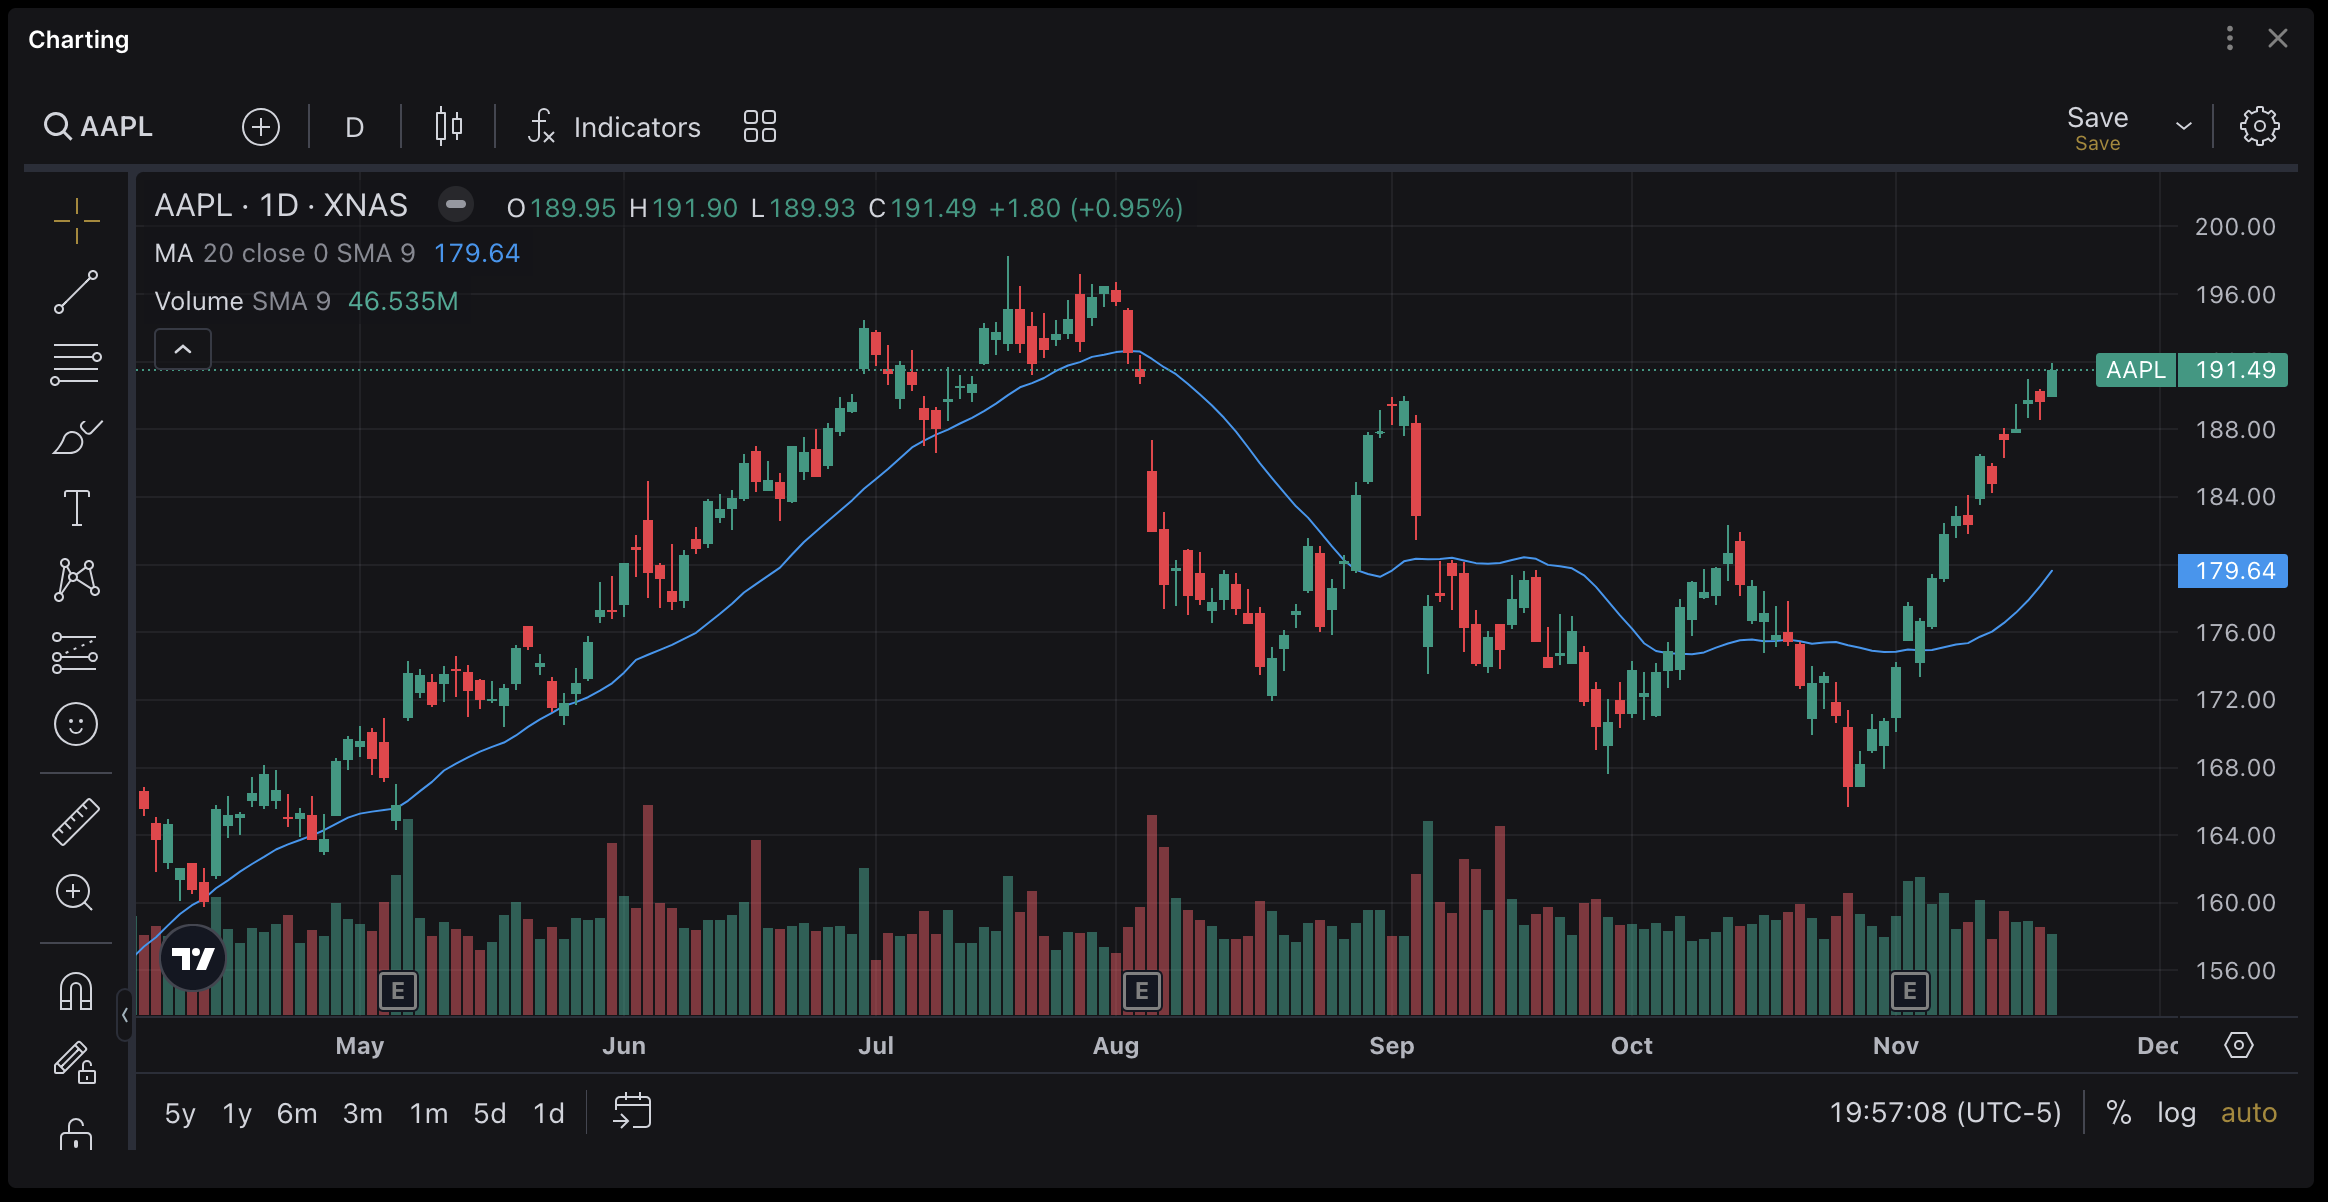 Charting
AAPL D Indicators Save
Save
AAPL · 1D · XNAS O189.95 H191.90 L189.93 C191.49 +1.80 (+0.95%)
MA 20 close 0 SMA 9 179.64
Volume SMA 9 46.535M
200.00
196.00
AAPL 191.49
188.00
184.00
179.64
176.00
172.00
168.00
164.00
160.00
156.00
E E E
May Jun Jul Aug Sep Oct Nov Dec
5y 1y 6m 3m 1m 5d 1d 19:57:08 (UTC-5) % log auto